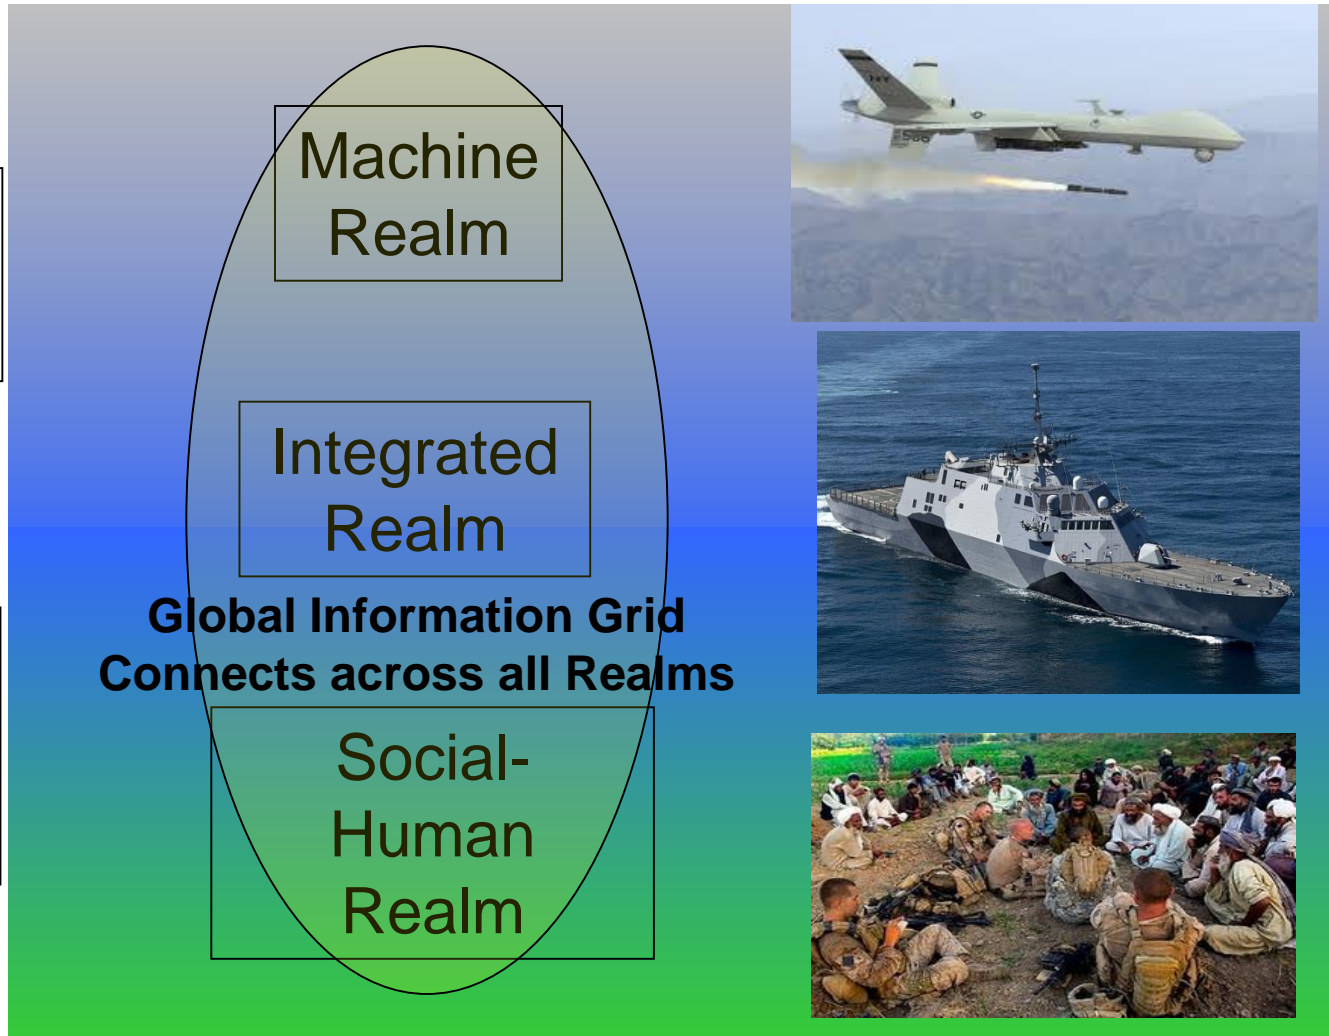 Machine
Realm
Integrated
Realm
Global Information Grid
Connects across all Realms
Social-
Human
Realm